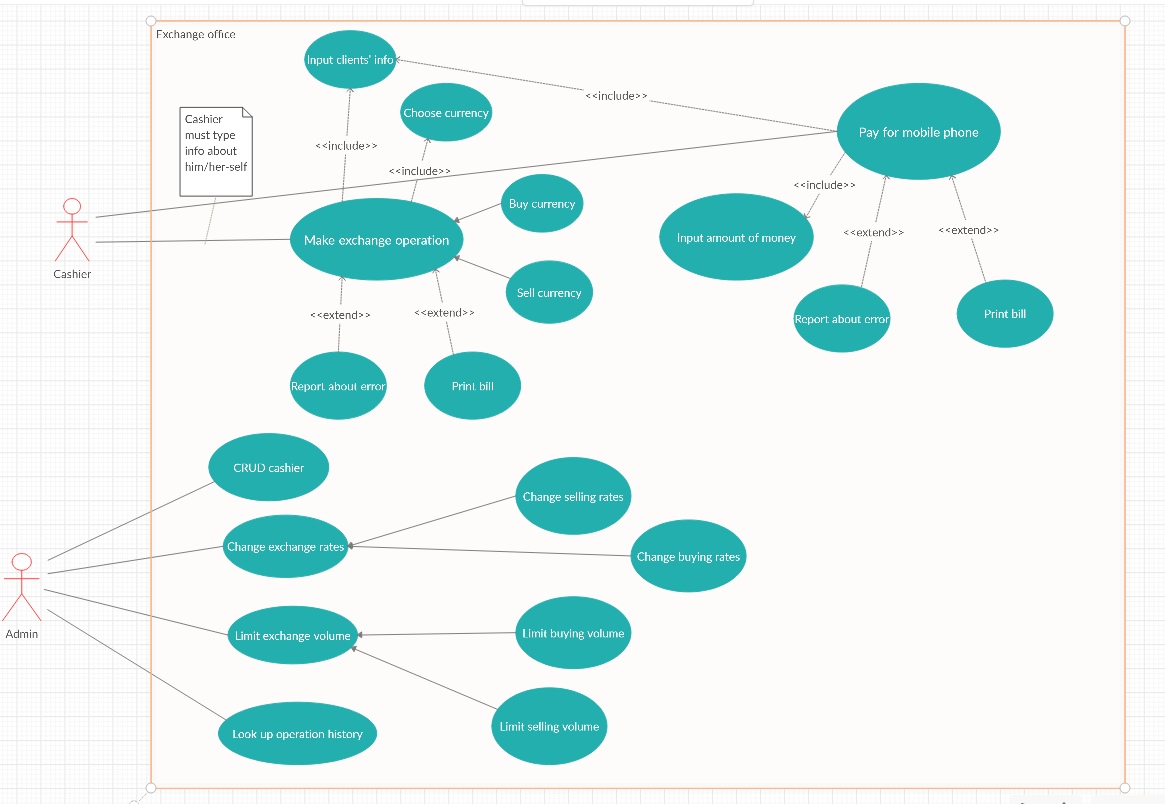 Exchange office
Input clients' info
<<include>>
Choose currency
Cashier
must type
info about
him/her-self
Pay for mobile phone
<<include>>
<<include>>
<<include>>
Buy currency
Cashier
Make exchange operation
Input amount of money
<<extend>>
<<extend>>
Sell currency
<<extend>>
<<extend>>
Report about error
Print bill
Report about error
Print bill
CRUD cashier
Change selling rates
Change exchange rates
Change buying rates
Admin
Limit exchange volume
Limit buying volume
Look up operation history
Limit selling volume